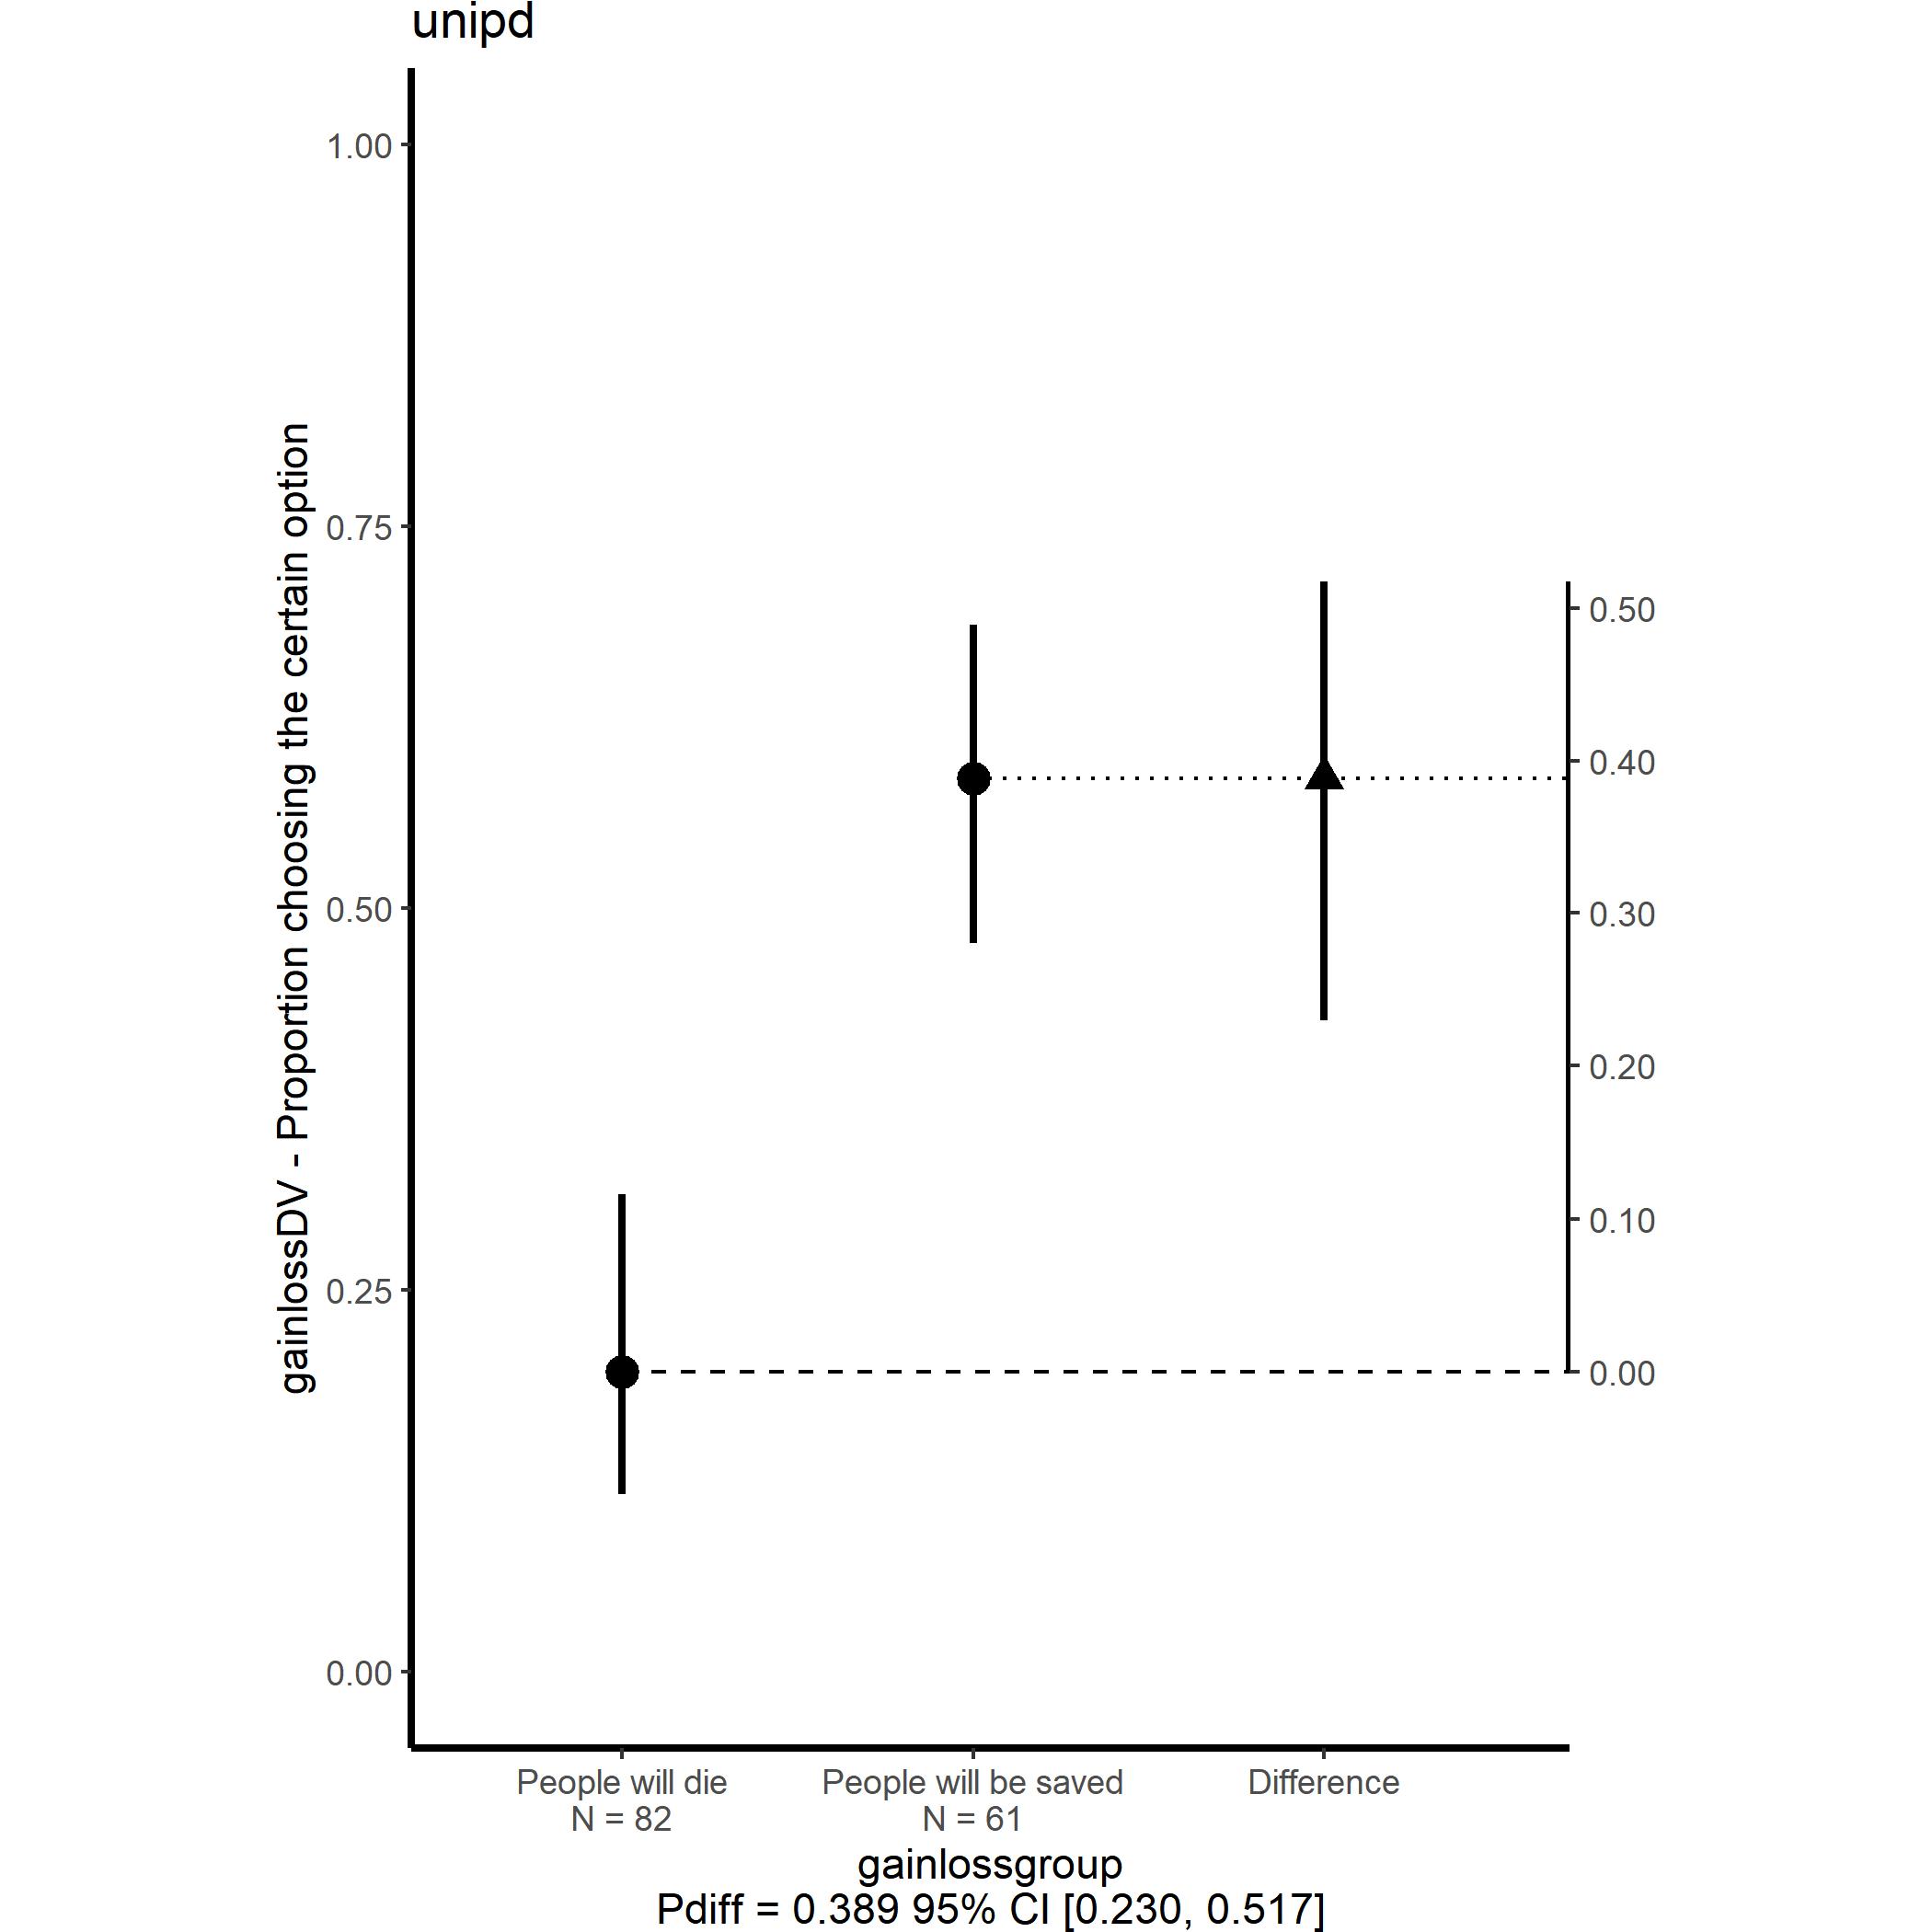 unipd
gainlossDV - Proportion choosing the certain option
1.00
0.75
0.50
0.25
0.00
0.50
0.40
0.30
0.20
0.10
0.00
People will die
N = 82
People will be saved
N = 61
Difference
gainlossgroup
Pdiff = 0.389 95% CI [0.230, 0.517]